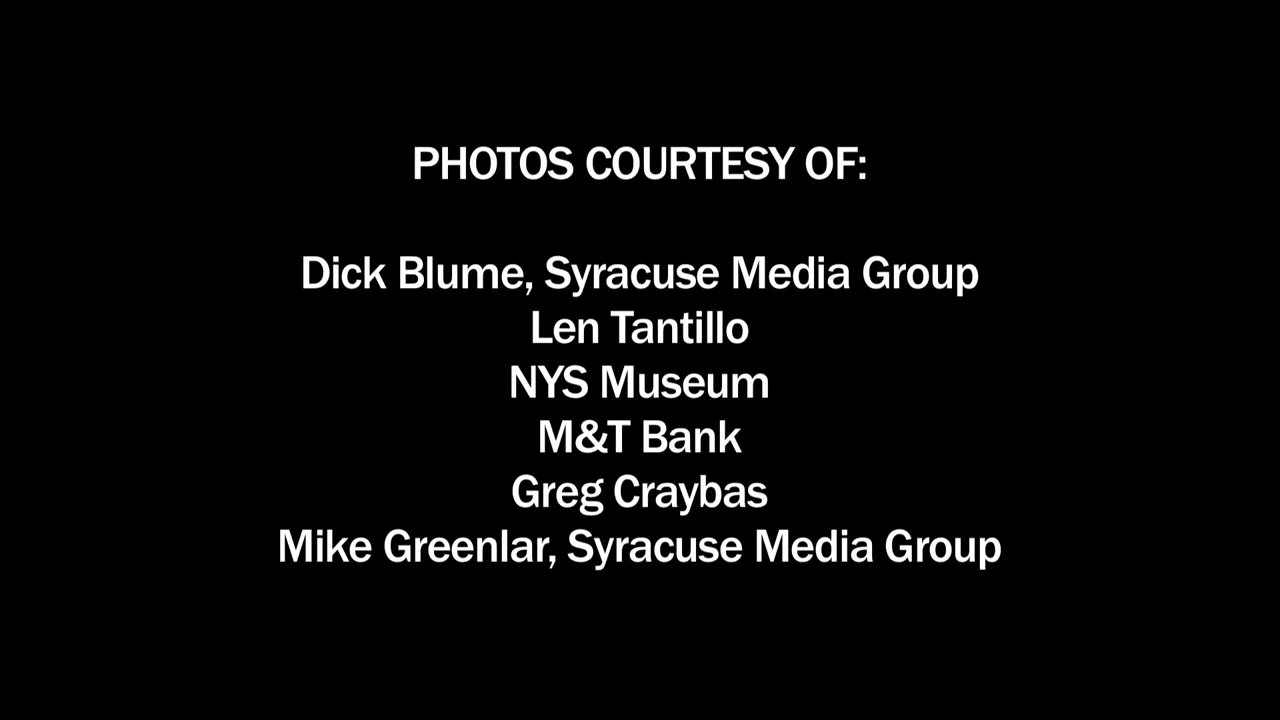 PHOTOS COURTESY OF:
Dick Blume, Syracuse Media Group
Len Tantillo
NYS Museum
M&T Bank
Greg Craybas
Mike Greenlar, Syracuse Media Group